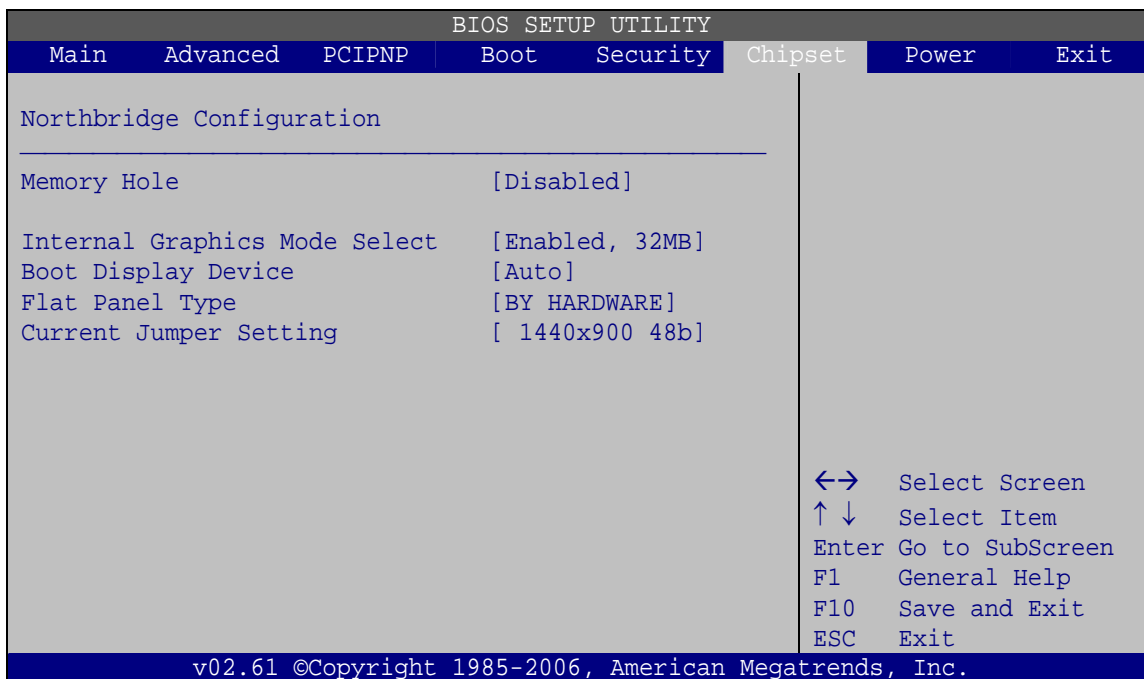 BIOS SETUP UTILITY
Main Advanced PCIPNP Boot Security Chipset Power Exit
Northbridge Configuration
Memory Hole [Disabled]
Internal Graphics Mode Select [Enabled, 32MB]
Boot Display Device [Auto]
Flat Panel Type [BY HARDWARE]
Current Jumper Setting [ 1440x900 48b]
←→ Select Screen
↑ ↓ Select Item
Enter Go to SubScreen
F1 General Help
F10 Save and Exit
ESC Exit
v02.61 ©Copyright 1985-2006, American Megatrends, Inc.